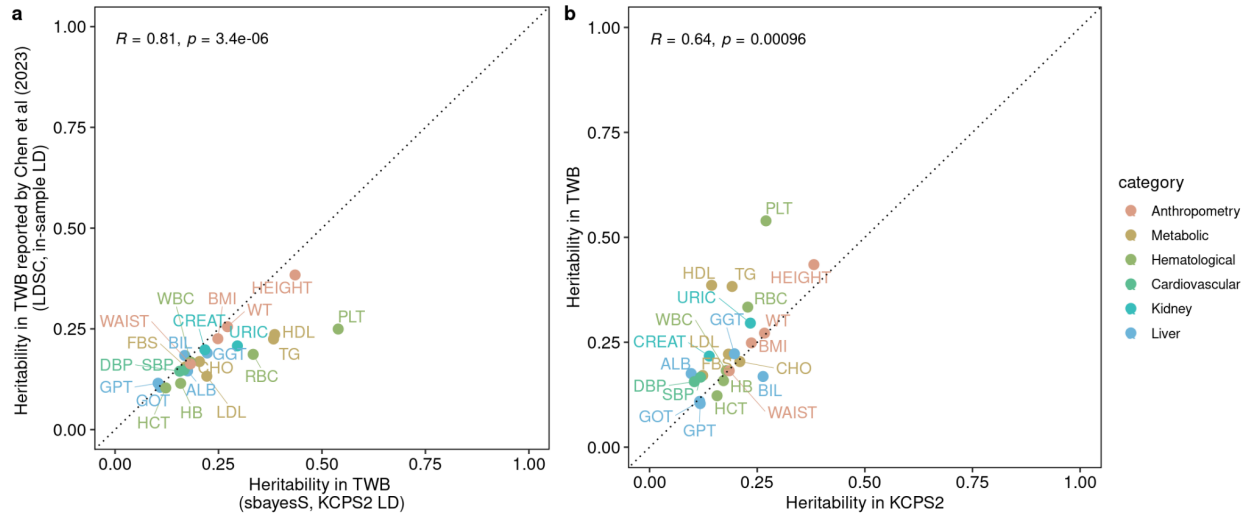 a
R = 0.81, p = 3.4e-06
1.00
0.75
0.50
0.25
0.00
Heritability in TWB reported by Chen et al (2023)
(LDSC, in-sample LD)
HEIGHT
WBC
BMI
WT
PLT
WAIST
CREAT
URIC
HDL
FBS
BIL
GGT
TG
DBP
SBP
CHO
RBC
GPT
GOT
ALB
HCT
HB
LDL
0.00
0.25
0.50
0.75
1.00
Heritability in TWB
(sbayesS, KCPS2 LD)
b
R = 0.64, p = 0.00096
1.00
0.75
0.50
0.25
0.00
Heritability in TWB
PLT
HDL
TG
HEIGHT
URIC
RBC
WBC
GGT
WT
CREAT
LDL
BMI
ALB
FBS
CHO
DBP
SBP
HB
BIL
GOT
HCT
WAIST
GPT
0.00
0.25
0.50
0.75
1.00
Heritability in KCPS2
category
Anthropometry
Metabolic
Hematological
Cardiovascular
Kidney
Liver